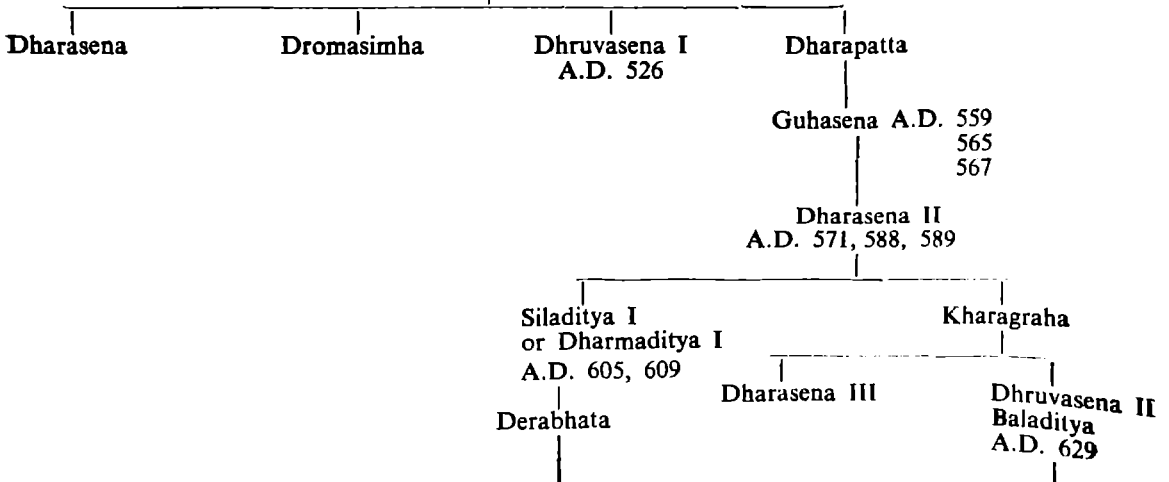 Dharasena Dromasimha Dhruvasena I Dharapatta
A.D. 526
Guhasena A.D. 559
565
567
Dharasena II
A.D. 571, 588, 589
Siladitya I
or Dharmaditya I
A.D. 605, 609
Kharagraha
Derabhata
Dharasena III
Dhruvasena II
Baladitya
A.D. 629